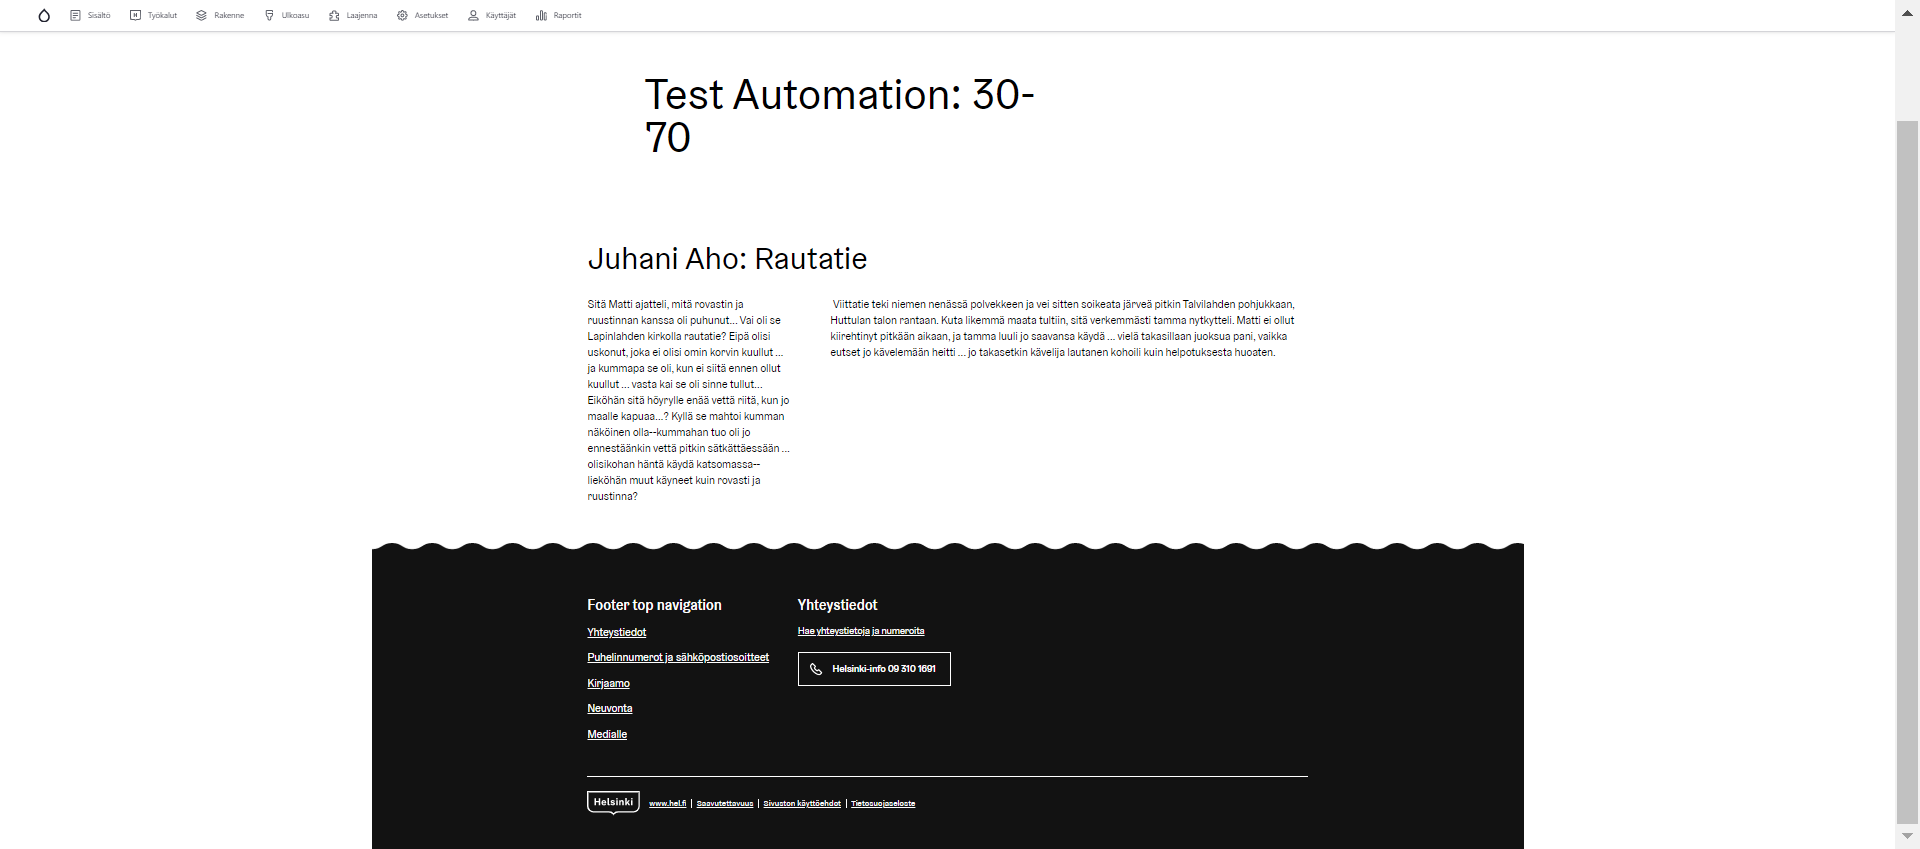 Sisältö Työkalut Rakenne Ulkoasu Laajenna Asetukset Käyttäjät Raportit
Test Automation: 30-
70
Juhani Aho: Rautatie
Sitä Matti ajatteli, mitä rovastin ja
ruustinnan kanssa oli puhunut... Vai oli se
Lapinlahden kirkolla rautatie? Eipä olisi
uskonut, joka ei olisi omin korvin kuullut ...
ja kummapa se oli, kun ei siitä ennen ollut
kuullut ... vasta kai se oli sinne tullut...
Eiköhän sitä höyrylle enää vettä riitä, kun jo
maalle kapuaa...? Kyllä se mahtoi kumman
näköinen olla--kummahan tuo oli jo
ennestäänkin vettä pitkin sätkättäessään ...
olisikohan häntä käydä katsomassa--
lieköhän muut käyneet kuin rovasti ja
ruustinna?
Viittatie teki niemen nenässä polvekkeen ja vei sitten soikeata järveä pitkin Talvilahden pohjukkaan,
Huttulan talon rantaan. Kuta likemmä maata tultiin, sitä verkemmästi tamma nytkytteli. Matti ei ollut
kiirehtinyt pitkään aikaan, ja tamma luuli jo saavansa käydä ... vielä takasillaan juoksua pani, vaikka
eutset jo kävelemään heitti ... jo takasetkin kävelijä lautanen kohoili kuin helpotuksesta huoaten.
Footer top navigation
Yhteystiedot
Puhelinnumerot ja sähköpostiosoitteet
Kirjaamo
Neuvonta
Medialle
Yhteystiedot
Hae yhteystietoja ja numeroita
Helsinki-info 09 310 1691
Helsinki www.hel.fi | Saavutettavuus | Sivuston käyttöehdot | Tietosuojaseloste